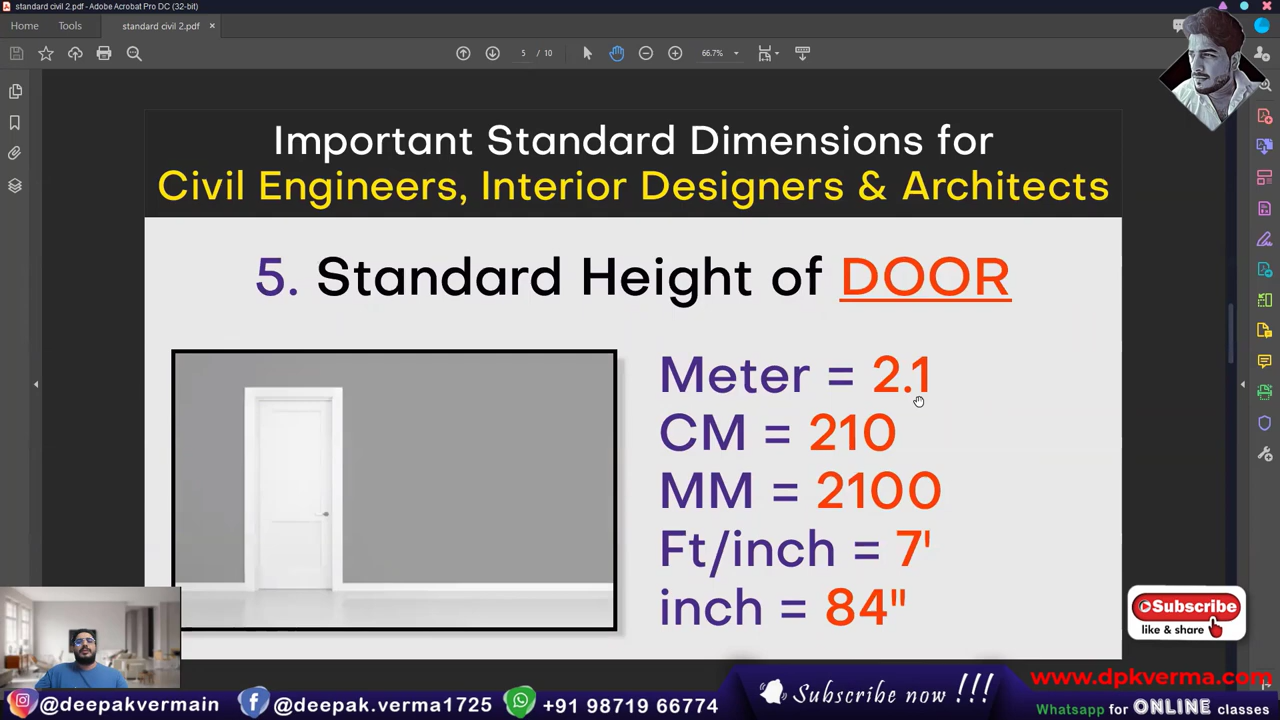 standard civil 2.pdf - Adobe Acrobat Pro DC (32-bit)
Home Tools standard civil 2.pdf ×
5 / 10 66.7%
Important Standard Dimensions for
Civil Engineers, Interior Designers & Architects
5. Standard Height of DOOR
Meter = 2.1
CM = 210
MM = 2100
Ft/inch = 7'
inch = 84"
Subscribe
like & share
www.dpkverma.com
@deepakvermain @deepak.verma1725 +91 98719 66774 Subscribe now !!!
Whatsapp for ONLINE classes